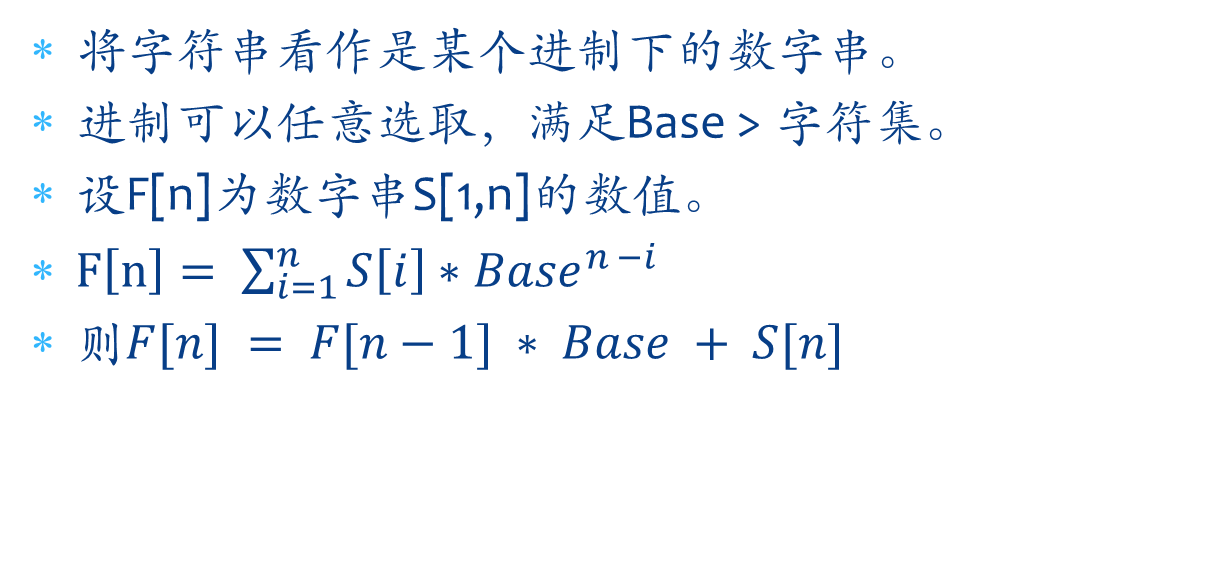 * 将字符串看作是某个进制下的数字串。
* 进制可以任意选取，满足Base > 字符集。
* 设F[n]为数字串S[1,n]的数值。
* F[n] = ∑_{i=1}^{n} S[i] * Base^{n-i}
* 则F[n] = F[n − 1] * Base + S[n]